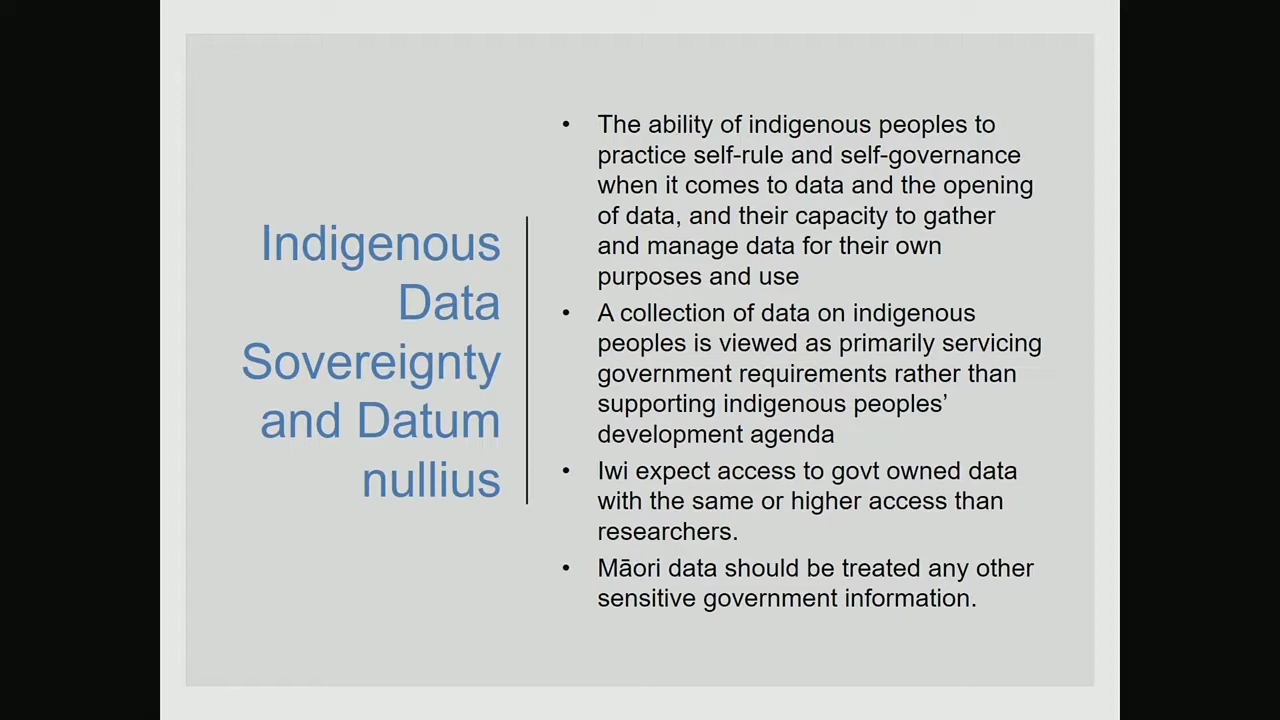 Indigenous
Data
Sovereignty
and Datum
nullius
• The ability of indigenous peoples to
practice self-rule and self-governance
when it comes to data and the opening
of data, and their capacity to gather
and manage data for their own
purposes and use
• A collection of data on indigenous
peoples is viewed as primarily servicing
government requirements rather than
supporting indigenous peoples’
development agenda
• Iwi expect access to govt owned data
with the same or higher access than
researchers.
• Māori data should be treated any other
sensitive government information.